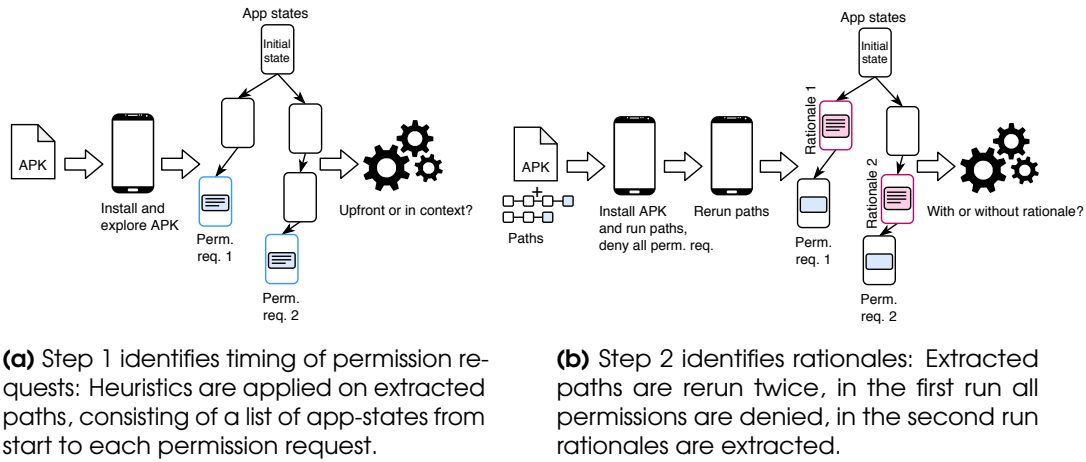 App states
Initial
state
APK
Install and
explore APK
Perm.
req. 1
Perm.
req. 2
Upfront or in context?
App states
Initial
state
Rationale 1
Rationale 2
APK
+
Paths
Install APK
and run paths,
deny all perm. req.
Rerun paths
Perm.
req. 1
Perm.
req. 2
With or without rationale?
(a) Step 1 identifies timing of permission re-
quests: Heuristics are applied on extracted
paths, consisting of a list of app-states from
start to each permission request.
(b) Step 2 identifies rationales: Extracted
paths are rerun twice, in the first run all
permissions are denied, in the second run
rationales are extracted.